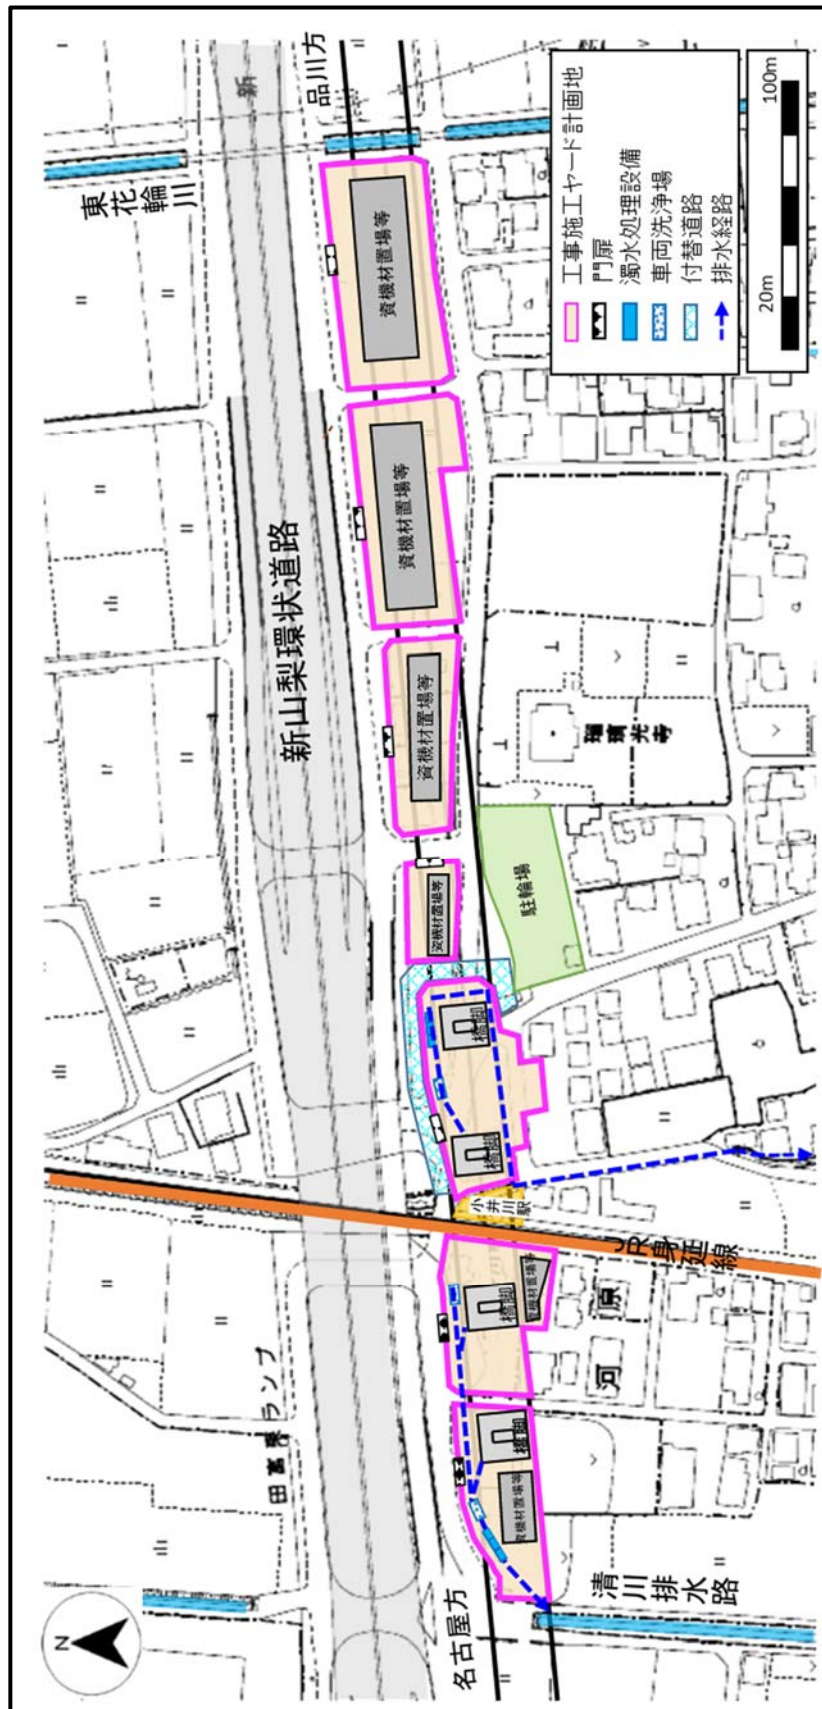 東花輪川
品川方
新
新山梨環状道路
資機材置場等
資機材置場等
資機材置場等
資機材置場等
駐輪場
瑠璃光寺
橋脚
橋脚
小井川駅
JR身延線
橋脚
資機材置場等
橋脚
資機材置場等
河原
田富東ランプ
名古屋方
清川排水路
N
工事施工ヤード計画地
門扉
濁水処理設備
車両洗浄場
付替道路
排水経路
20m
100m